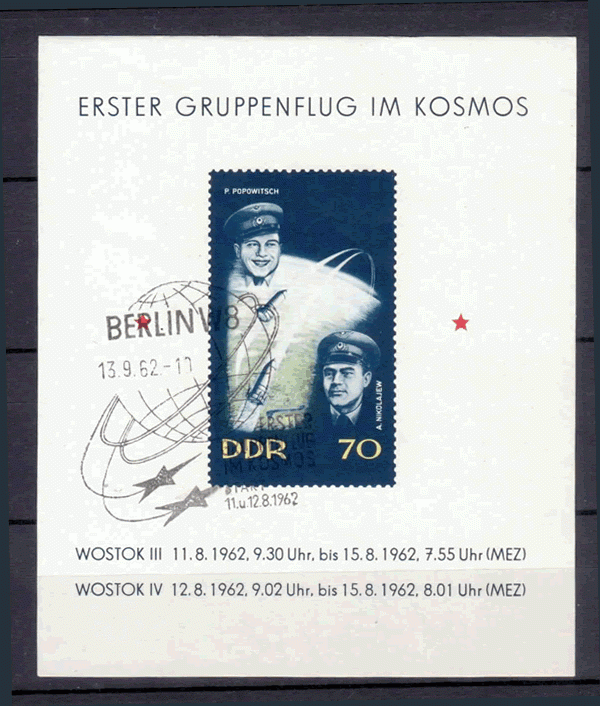 ERSTER GRUPPENFLUG IM KOSMOS
P. POPOWITSCH
BERLIN W8
13.9.62-1
A. NIKOLAJEW
ERSTER
IM KOSMOS
DDR 70
11.u.12.8.1962
WOSTOK III 11.8.1962, 9.30 Uhr, bis 15.8.1962, 7.55 Uhr (MEZ)
WOSTOK IV 12.8.1962, 9.02 Uhr, bis 15.8.1962, 8.01 Uhr (MEZ)